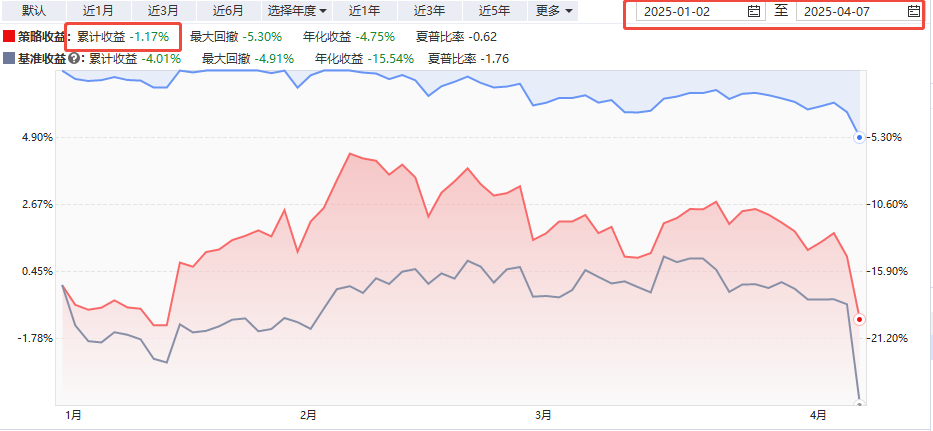 默认 近1月 近3月 近6月 选择年度 近1年 近3年 近5年 更多 2025-01-02 至 2025-04-07
策略收益: 累计收益 -1.17% 最大回撤 -5.30% 年化收益 -4.75% 夏普比率 -0.62
基准收益?: 累计收益 -4.01% 最大回撤 -4.91% 年化收益 -15.54% 夏普比率 -1.76
4.90% -5.30%
2.67% -10.60%
0.45% -15.90%
-1.78% -21.20%
1月 2月 3月 4月